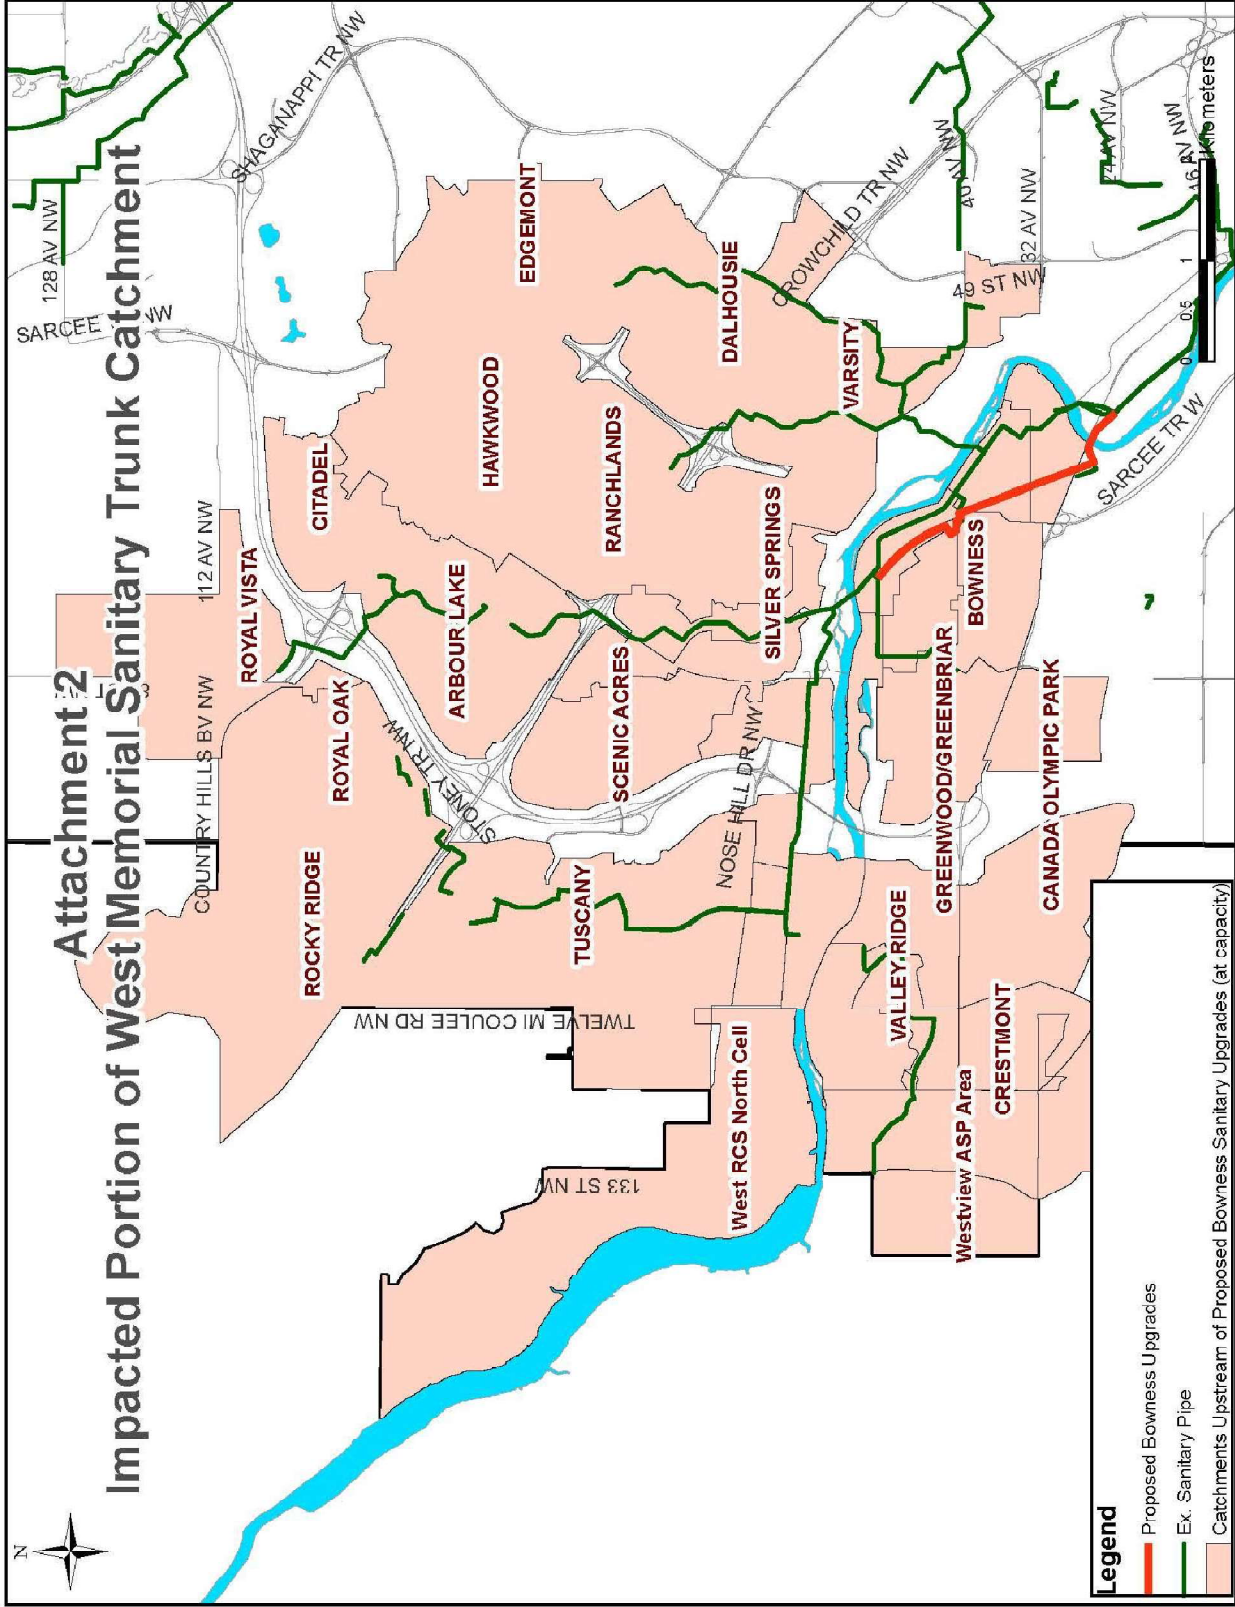 Attachment 2
Impacted Portion of West Memorial Sanitary Trunk Catchment
N
128 AV NW
SHAGANAPPI TR NW
SARCEE NW
112 AV NW
COUNTRY HILLS BV NW
ROYAL VISTA
CITADEL
ROCKY RIDGE
ROYAL OAK
STONEY TR NW
ARBOUR LAKE
HAWKWOOD
EDGEMONT
TWELVE MI COULEE RD NW
133 ST NW
TUSCANY
SCENIC ACRES
RANCHLANDS
DALHOUSIE
CROWCHILD TR NW
West RCS North Cell
NOSE HILL DR NW
SILVER SPRINGS
VARSITY
VALLEY RIDGE
GREENWOOD/GREENBRIAR
BOWNESS
40 AV NW
49 ST NW
32 AV NW
Westview ASP Area
CRESTMONT
CANADA OLYMPIC PARK
SARCEE TR W
24 AV NW
16 AV NW
0 0.5 1
Kilometers
Legend
Proposed Bowness Upgrades
Ex. Sanitary Pipe
Catchments Upstream of Proposed Bowness Sanitary Upgrades (at capacity)